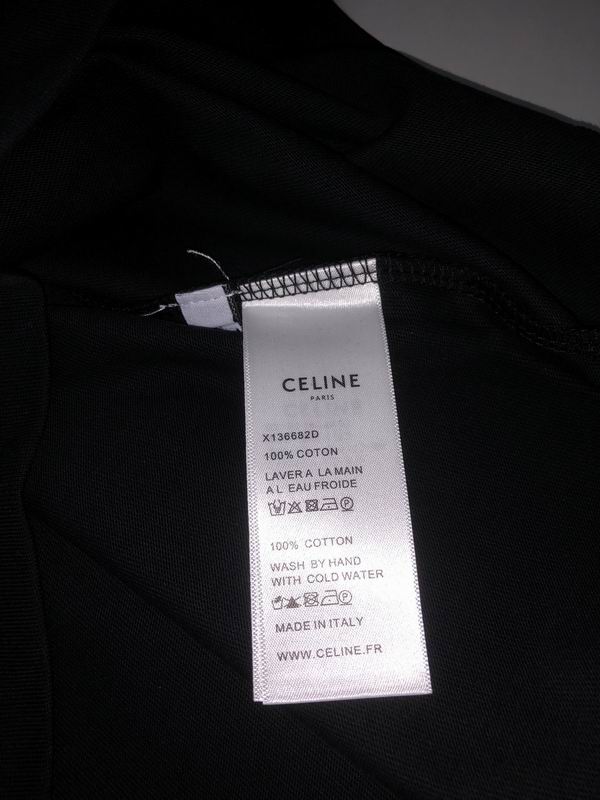 CELINE
PARIS
X136682D
100% COTON
LAVER A LA MAIN
A L EAU FROIDE
100% COTTON
WASH BY HAND
WITH COLD WATER
MADE IN ITALY
WWW.CELINE.FR